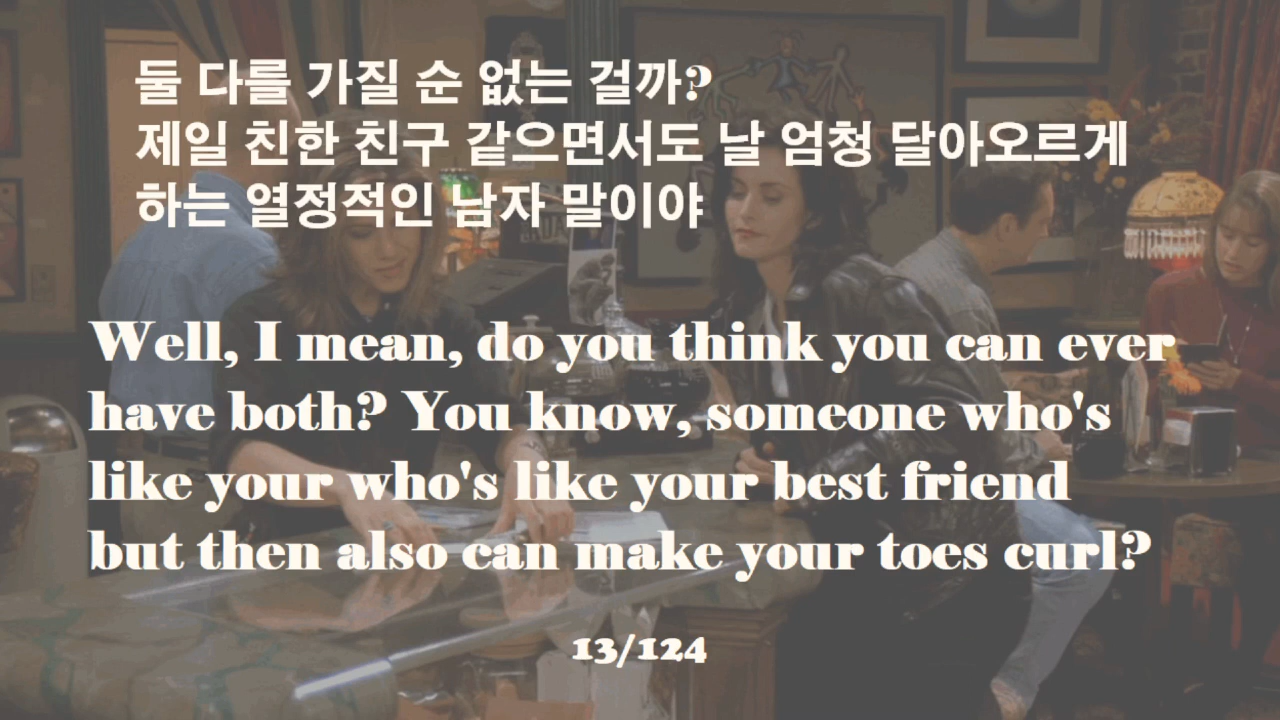 둘 다를 가질 순 없는 걸까?
제일 친한 친구 같으면서도 날 엄청 달아오르게
하는 열정적인 남자 말이야
Well, I mean, do you think you can ever
have both? You know, someone who's
like your who's like your best friend
but then also can make your toes curl?
13/124